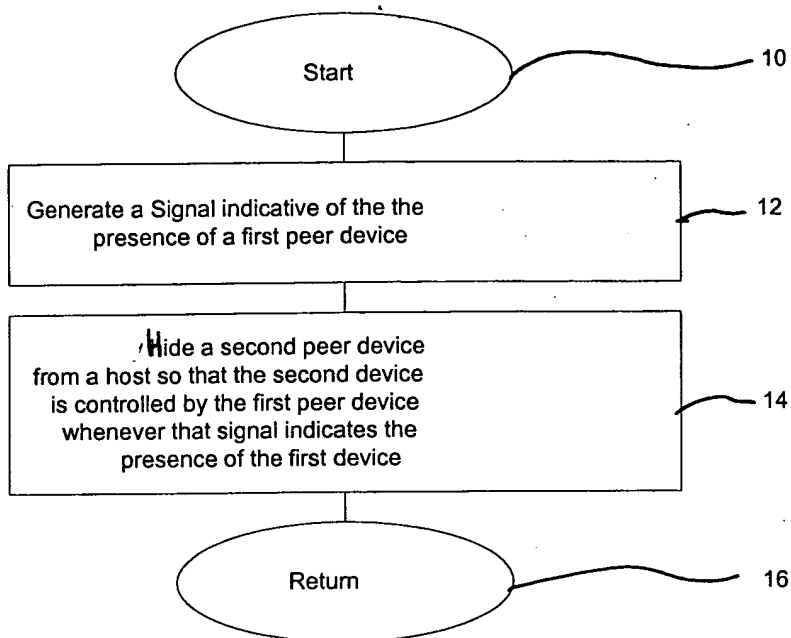 Start
10
Generate a Signal indicative of the the
presence of a first peer device
12
Hide a second peer device
from a host so that the second device
is controlled by the first peer device
whenever that signal indicates the
presence of the first device
14
Return
16